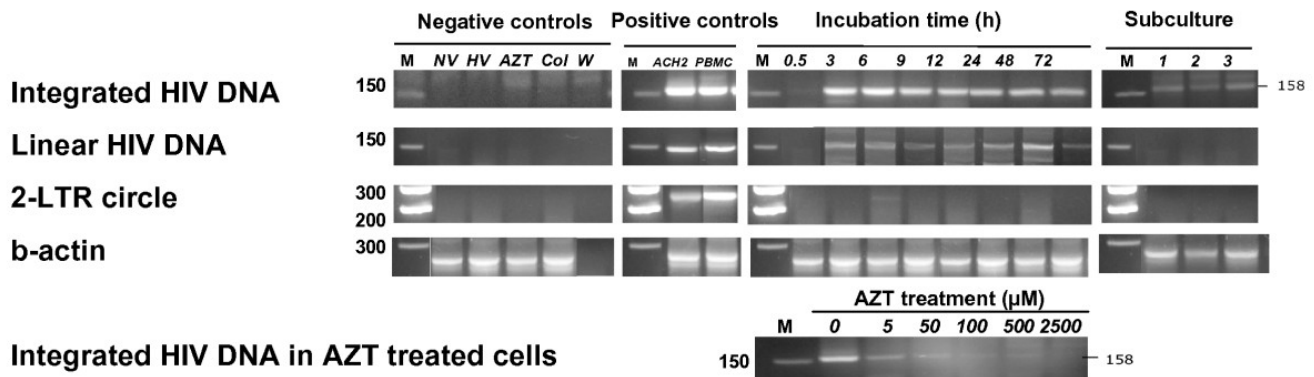 Negative controls Positive controls Incubation time (h) Subculture
M NV HV AZT Col W M ACH2 PBMC M 0.5 3 6 9 12 24 48 72 M 1 2 3
Integrated HIV DNA 150 158
Linear HIV DNA 150
2-LTR circle 300
200
b-actin 300
AZT treatment (µM)
M 0 5 50 100 500 2500
Integrated HIV DNA in AZT treated cells 150 158